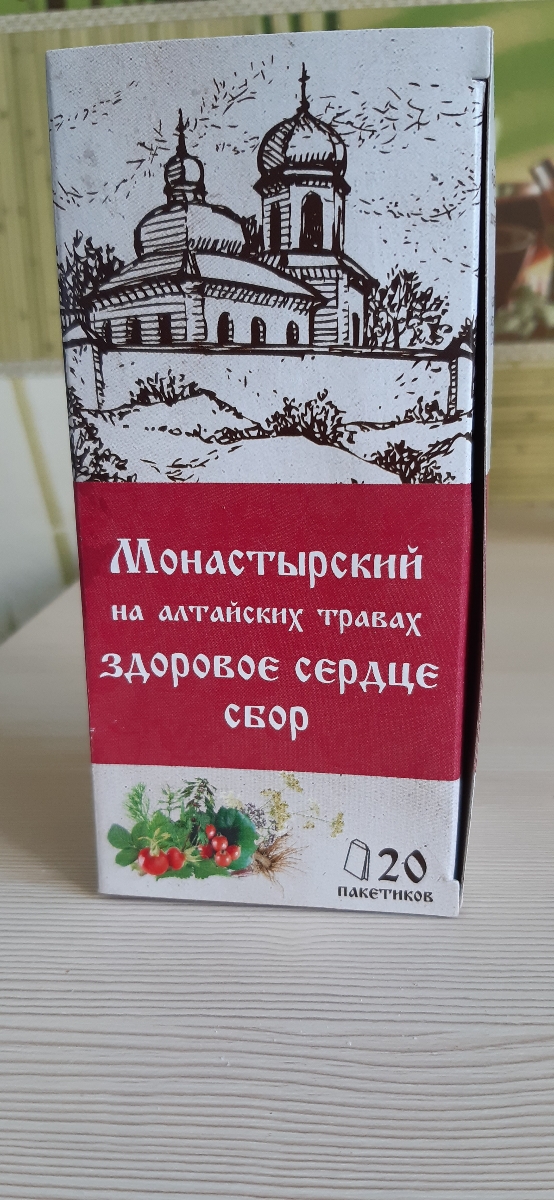 Монастырский
на алтайских травах
здоровое сердце
сбор
20
пакетиков